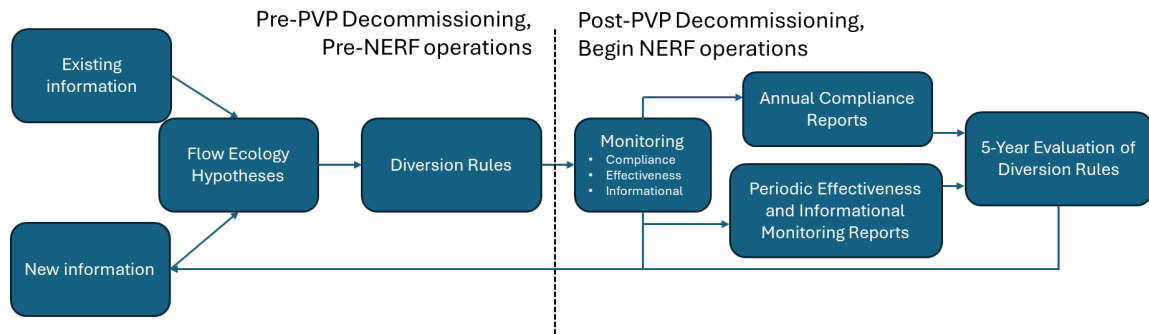 Pre-PVP Decommissioning,
Pre-NERF operations
Post-PVP Decommissioning,
Begin NERF operations
Existing
information
Flow Ecology
Hypotheses
New information
Diversion Rules
Monitoring
• Compliance
• Effectiveness
• Informational
Annual Compliance
Reports
Periodic Effectiveness
and Informational
Monitoring Reports
5-Year Evaluation of
Diversion Rules